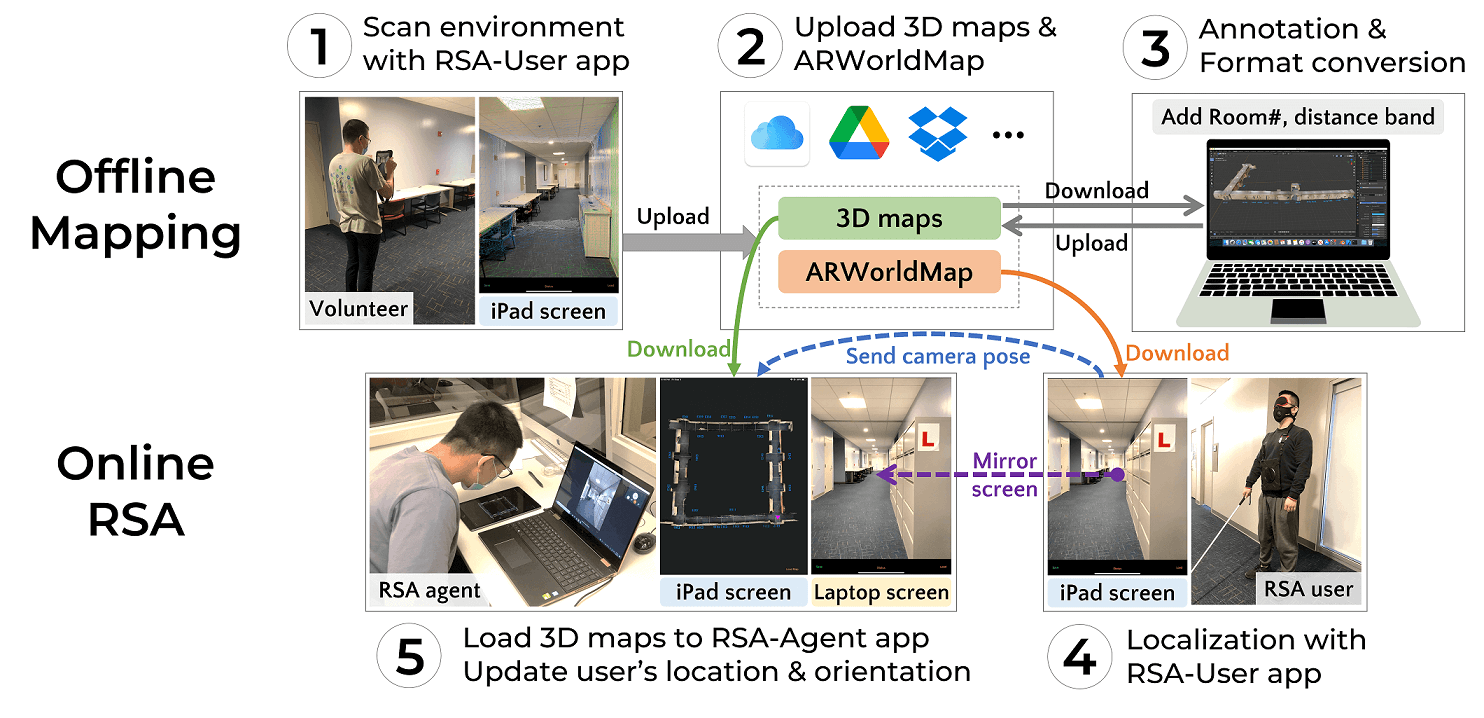 1
Scan environment
with RSA-User app
2
Upload 3D maps &
ARWorldMap
3
Annotation &
Format conversion
Offline
Mapping
Volunteer
iPad screen
Upload
...
3D maps
ARWorldMap
Download
Upload
Add Room#, distance band
Download
Send camera pose
Download
Online
RSA
RSA agent
iPad screen
Laptop screen
L
Mirror
screen
L
iPad screen
RSA user
5
Load 3D maps to RSA-Agent app
Update user's location & orientation
4
Localization with
RSA-User app